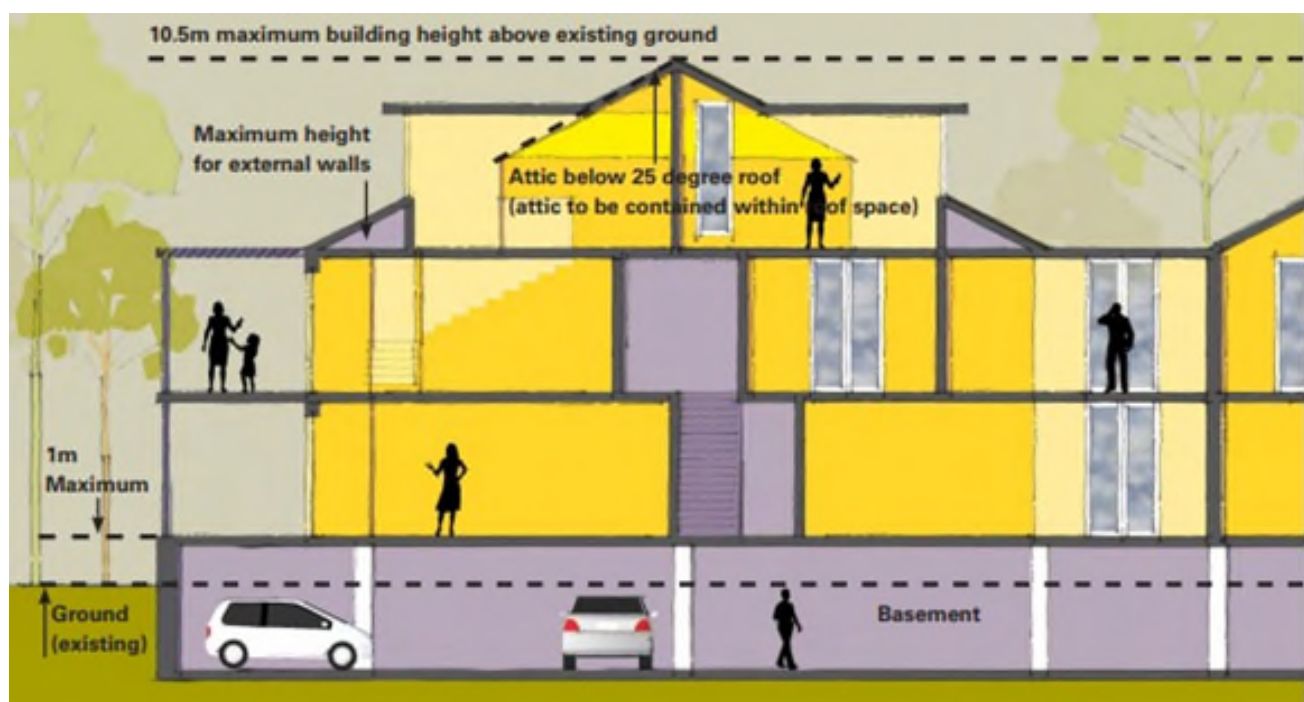 10.5m maximum building height above existing ground
Maximum height
for external walls
Attic below 25 degree roof
(attic to be contained within roof space)
1m
Maximum
Ground
(existing)
Basement